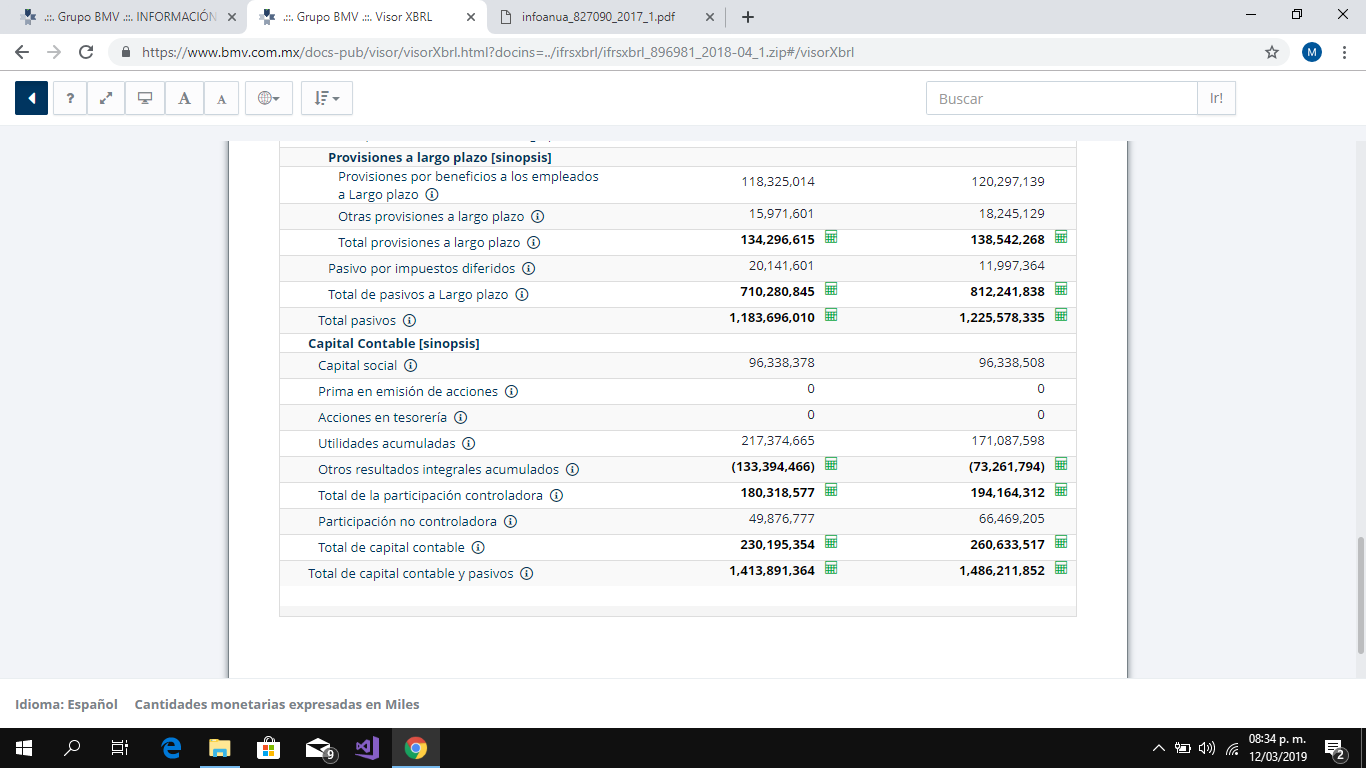 .::. Grupo BMV .::. INFORMACIÓN
.::. Grupo BMV .::. Visor XBRL
infoanua_827090_2017_1.pdf
https://www.bmv.com.mx/docs-pub/visor/visorXbrl.html?docins=../ifrsxbrl/ifrsxbrl_896981_2018-04_1.zip#/visorXbrl
M
? A A
Buscar Ir!
Provisiones a largo plazo [sinopsis]
Provisiones por beneficios a los empleados
a Largo plazo 118,325,014 120,297,139
Otras provisiones a largo plazo 15,971,601 18,245,129
Total provisiones a largo plazo 134,296,615 138,542,268
Pasivo por impuestos diferidos 20,141,601 11,997,364
Total de pasivos a Largo plazo 710,280,845 812,241,838
Total pasivos 1,183,696,010 1,225,578,335
Capital Contable [sinopsis]
Capital social 96,338,378 96,338,508
Prima en emisión de acciones 0 0
Acciones en tesorería 0 0
Utilidades acumuladas 217,374,665 171,087,598
Otros resultados integrales acumulados (133,394,466) (73,261,794)
Total de la participación controladora 180,318,577 194,164,312
Participación no controladora 49,876,777 66,469,205
Total de capital contable 230,195,354 260,633,517
Total de capital contable y pasivos 1,413,891,364 1,486,211,852
Idioma: Español Cantidades monetarias expresadas en Miles
9
08:34 p. m.
12/03/2019
2